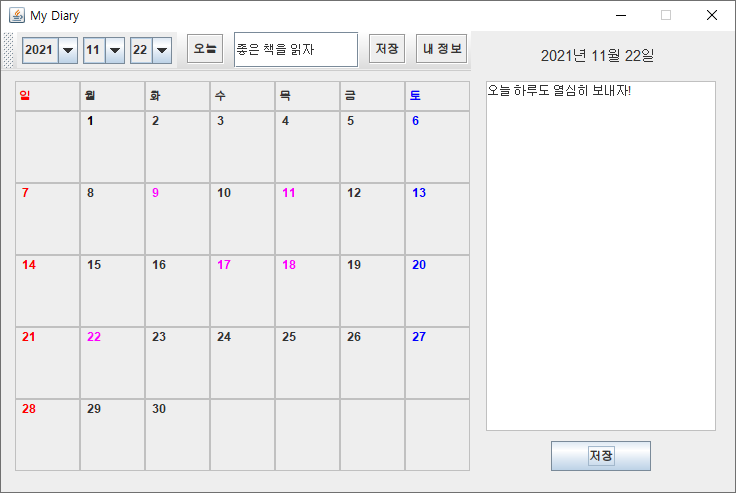 My Diary
2021 11 22 오늘 좋은 책을 읽자 저장 내 정보
2021년 11월 22일
일 월 화 수 목 금 토
1 2 3 4 5 6
7 8 9 10 11 12 13
14 15 16 17 18 19 20
21 22 23 24 25 26 27
28 29 30
오늘 하루도 열심히 보내자!
저장